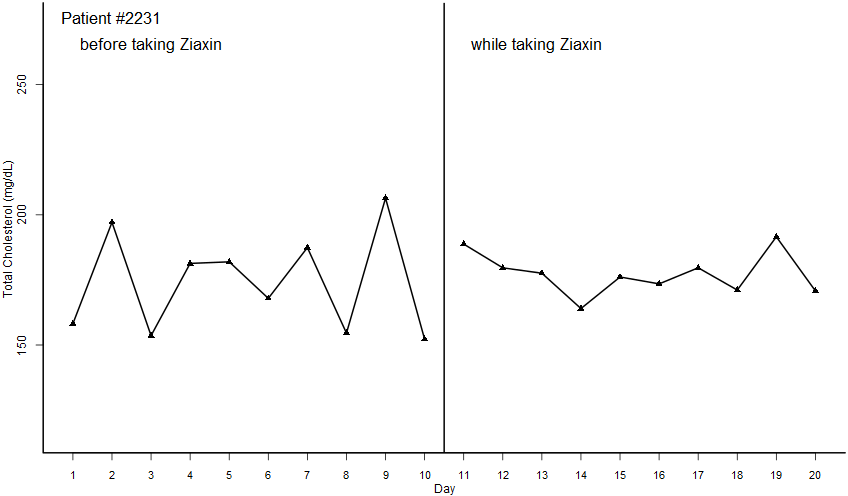 Patient #2231
before taking Ziaxin
while taking Ziaxin
Total Cholesterol (mg/dL)
250
200
150
1 2 3 4 5 6 7 8 9 10 11 12 13 14 15 16 17 18 19 20
Day